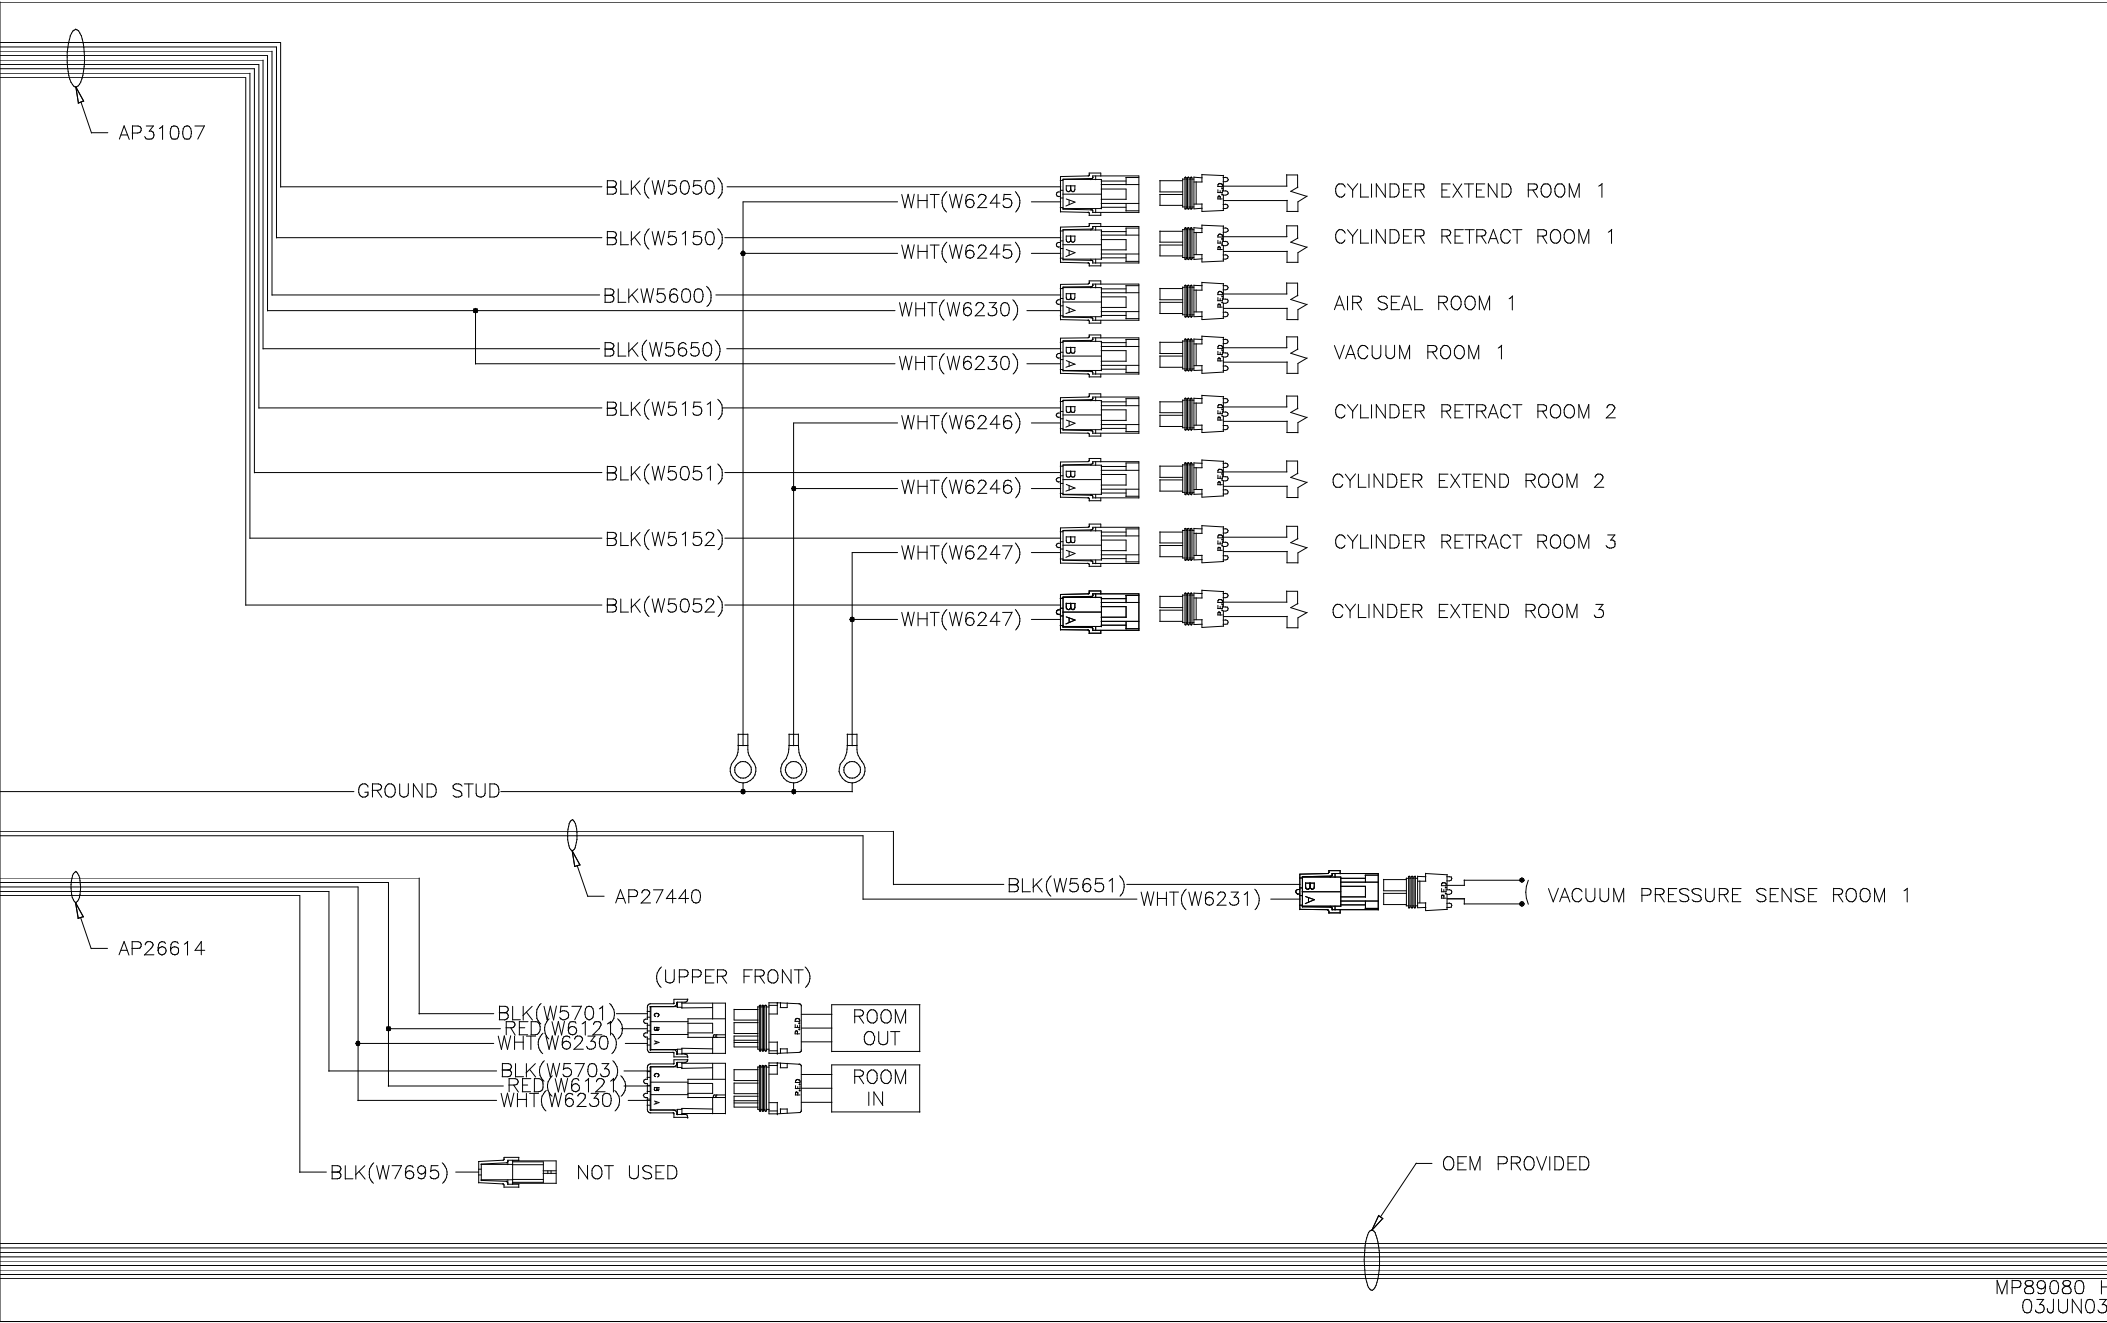 AP31007
BLK(W5050)
WHT(W6245)
B
A
P.E.D
CYLINDER EXTEND ROOM 1
BLK(W5150)
WHT(W6245)
B
A
P.E.D
CYLINDER RETRACT ROOM 1
BLKW5600)
WHT(W6230)
B
A
P.E.D
AIR SEAL ROOM 1
BLK(W5650)
WHT(W6230)
B
A
P.E.D
VACUUM ROOM 1
BLK(W5151)
WHT(W6246)
B
A
P.E.D
CYLINDER RETRACT ROOM 2
BLK(W5051)
WHT(W6246)
B
A
P.E.D
CYLINDER EXTEND ROOM 2
BLK(W5152)
WHT(W6247)
B
A
P.E.D
CYLINDER RETRACT ROOM 3
BLK(W5052)
WHT(W6247)
B
A
P.E.D
CYLINDER EXTEND ROOM 3
GROUND STUD
AP27440
BLK(W5651)
WHT(W6231)
B
A
P.E.D
VACUUM PRESSURE SENSE ROOM 1
AP26614
(UPPER FRONT)
BLK(W5701)
RED(W6121)
WHT(W6230)
C
B
A
P.E.D
ROOM
OUT
BLK(W5703)
RED(W6121)
WHT(W6230)
C
B
A
P.E.D
ROOM
IN
BLK(W7695)
NOT USED
OEM PROVIDED
MP89080 H
03JUN03